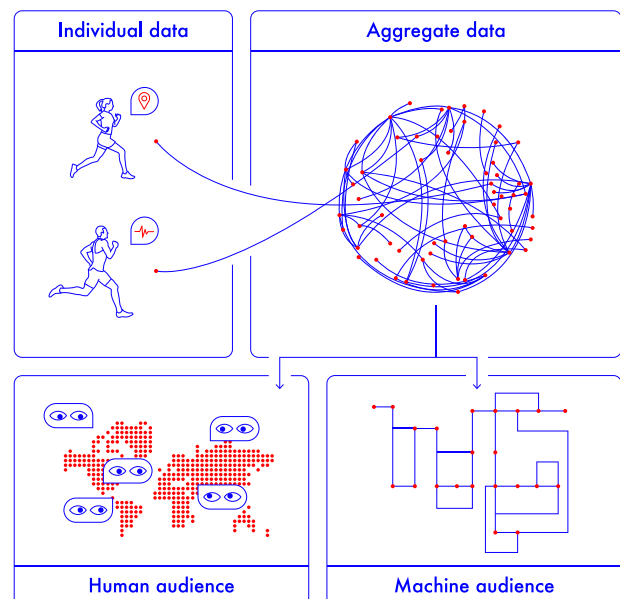 Individual data
Aggregate data
Human audience
Machine audience